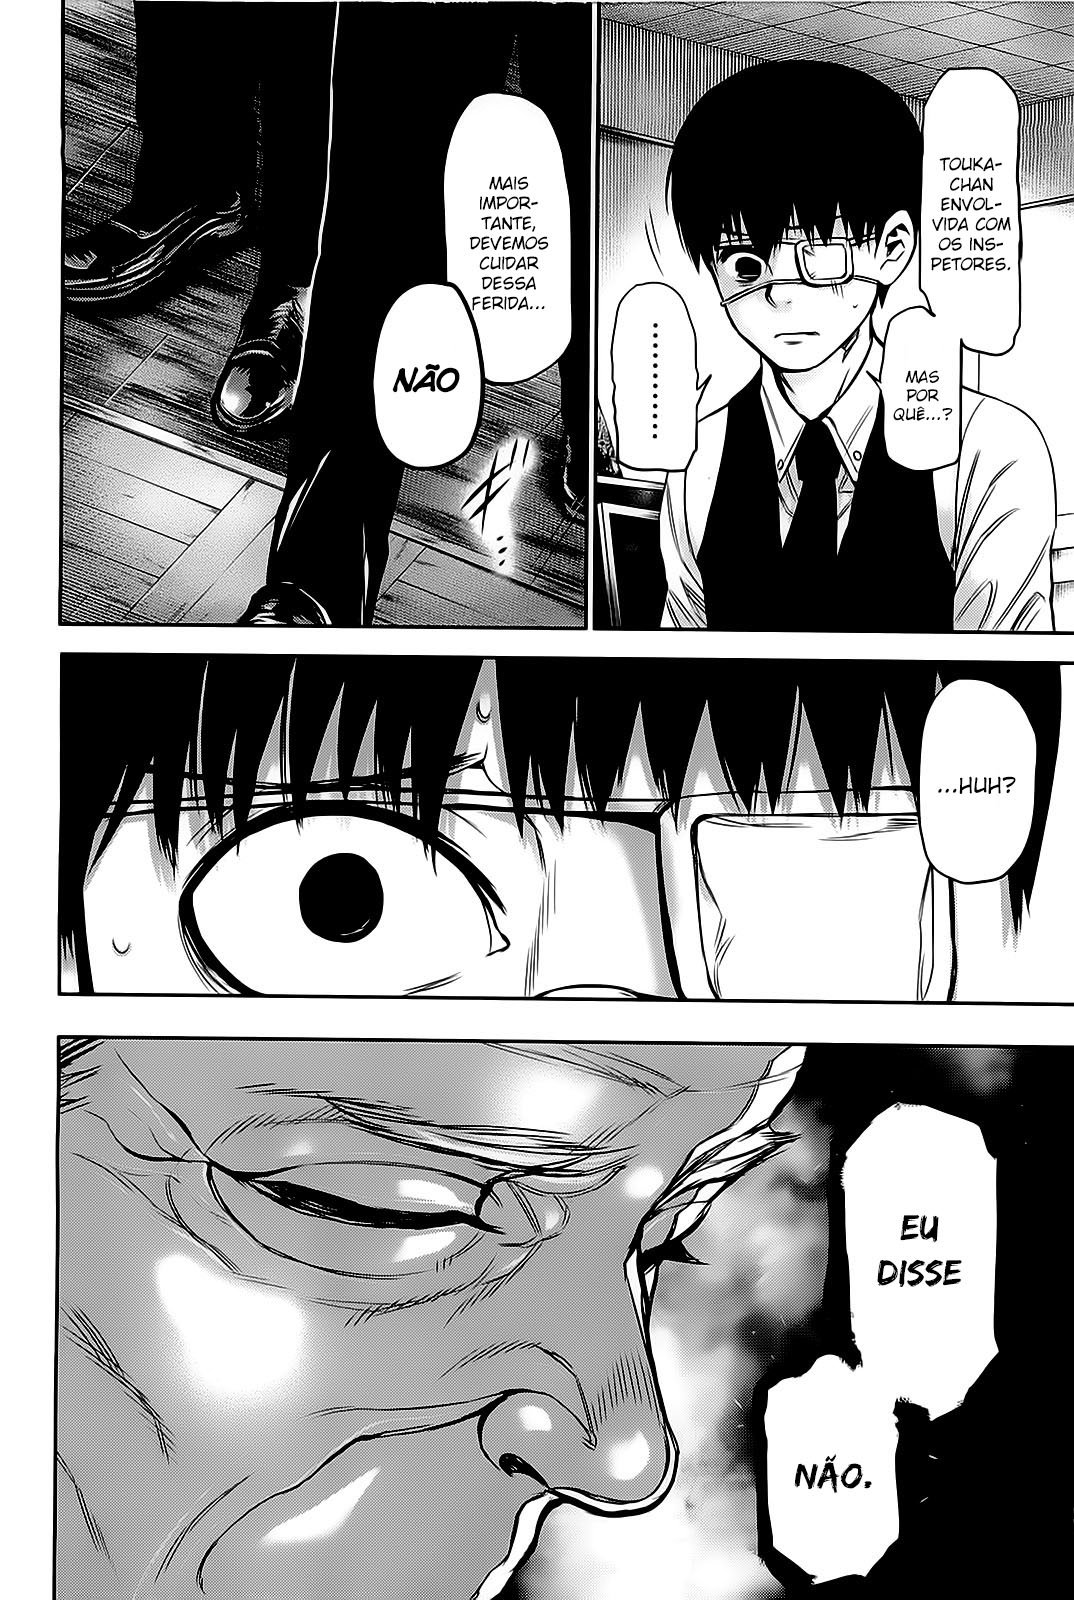 TOUKA-
CHAN
ENVOL-
VIDA COM
OS INS-
PETORES.
MAS
POR
QUÊ...?
.........
MAIS
IMPOR-
TANTE,
DEVEMOS
CUIDAR
DESSA
FERIDA...
NÃO
...HUH?
EU
DISSE
NÃO.